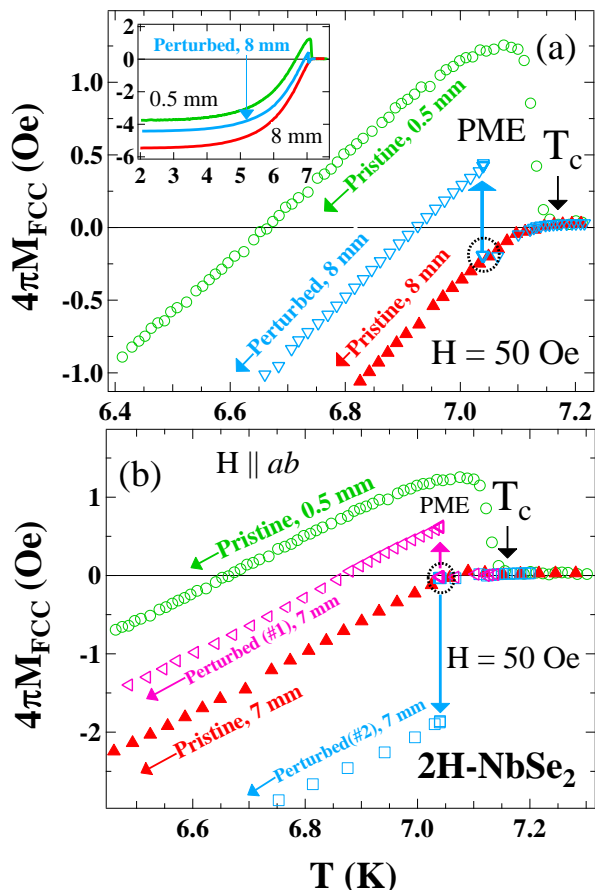 (a)
4
2
0
-2
-4
-6
Perturbed, 8 mm
0.5 mm
8 mm
2 3 4 5 6 7
1.0
0.5
0.0
-0.5
-1.0
4πM_FCC (Oe)
Pristine, 0.5 mm
PME
T_c
Perturbed, 8 mm
Pristine, 8 mm
H = 50 Oe
6.4 6.6 6.8 7.0 7.2
(b)
H || ab
1
0
-1
-2
4πM_FCC (Oe)
Pristine, 0.5 mm
PME
T_c
Perturbed (#1), 7 mm
H = 50 Oe
Pristine, 7 mm
Perturbed(#2), 7 mm
2H-NbSe₂
6.6 6.8 7.0 7.2
T (K)